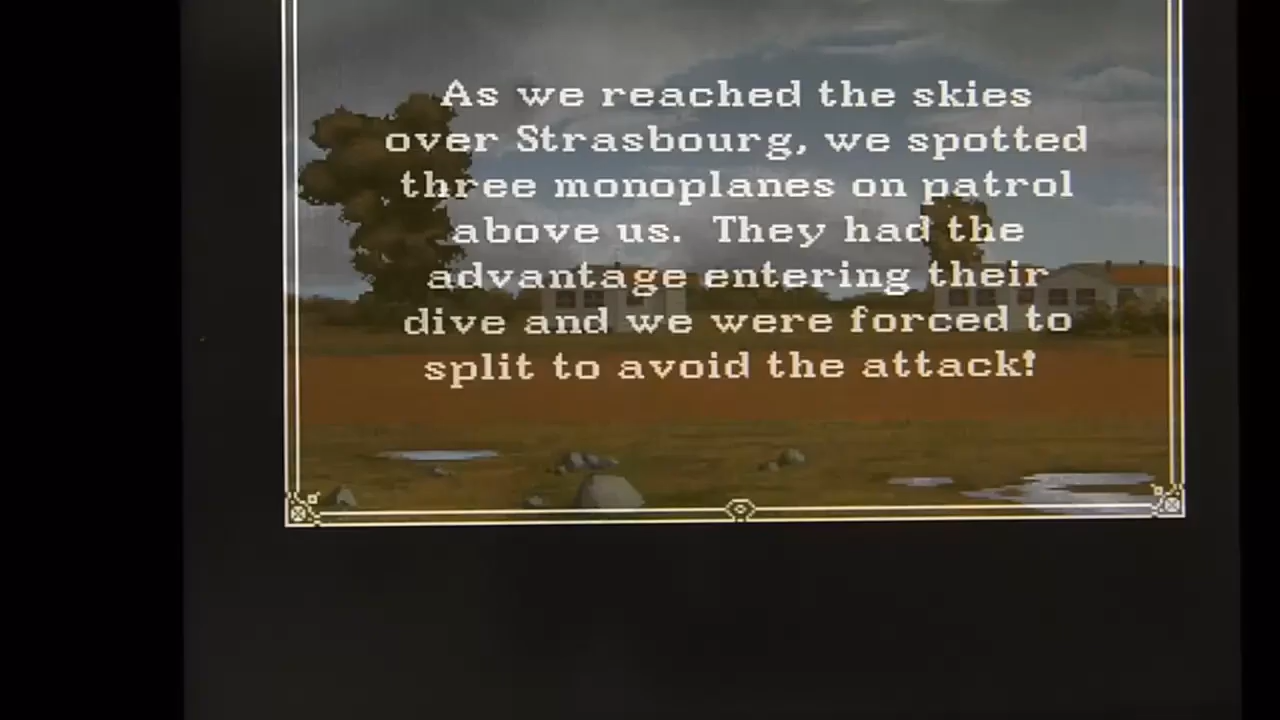 As we reached the skies
over Strasbourg, we spotted
three monoplanes on patrol
above us. They had the
advantage entering their
dive and we were forced to
split to avoid the attack!